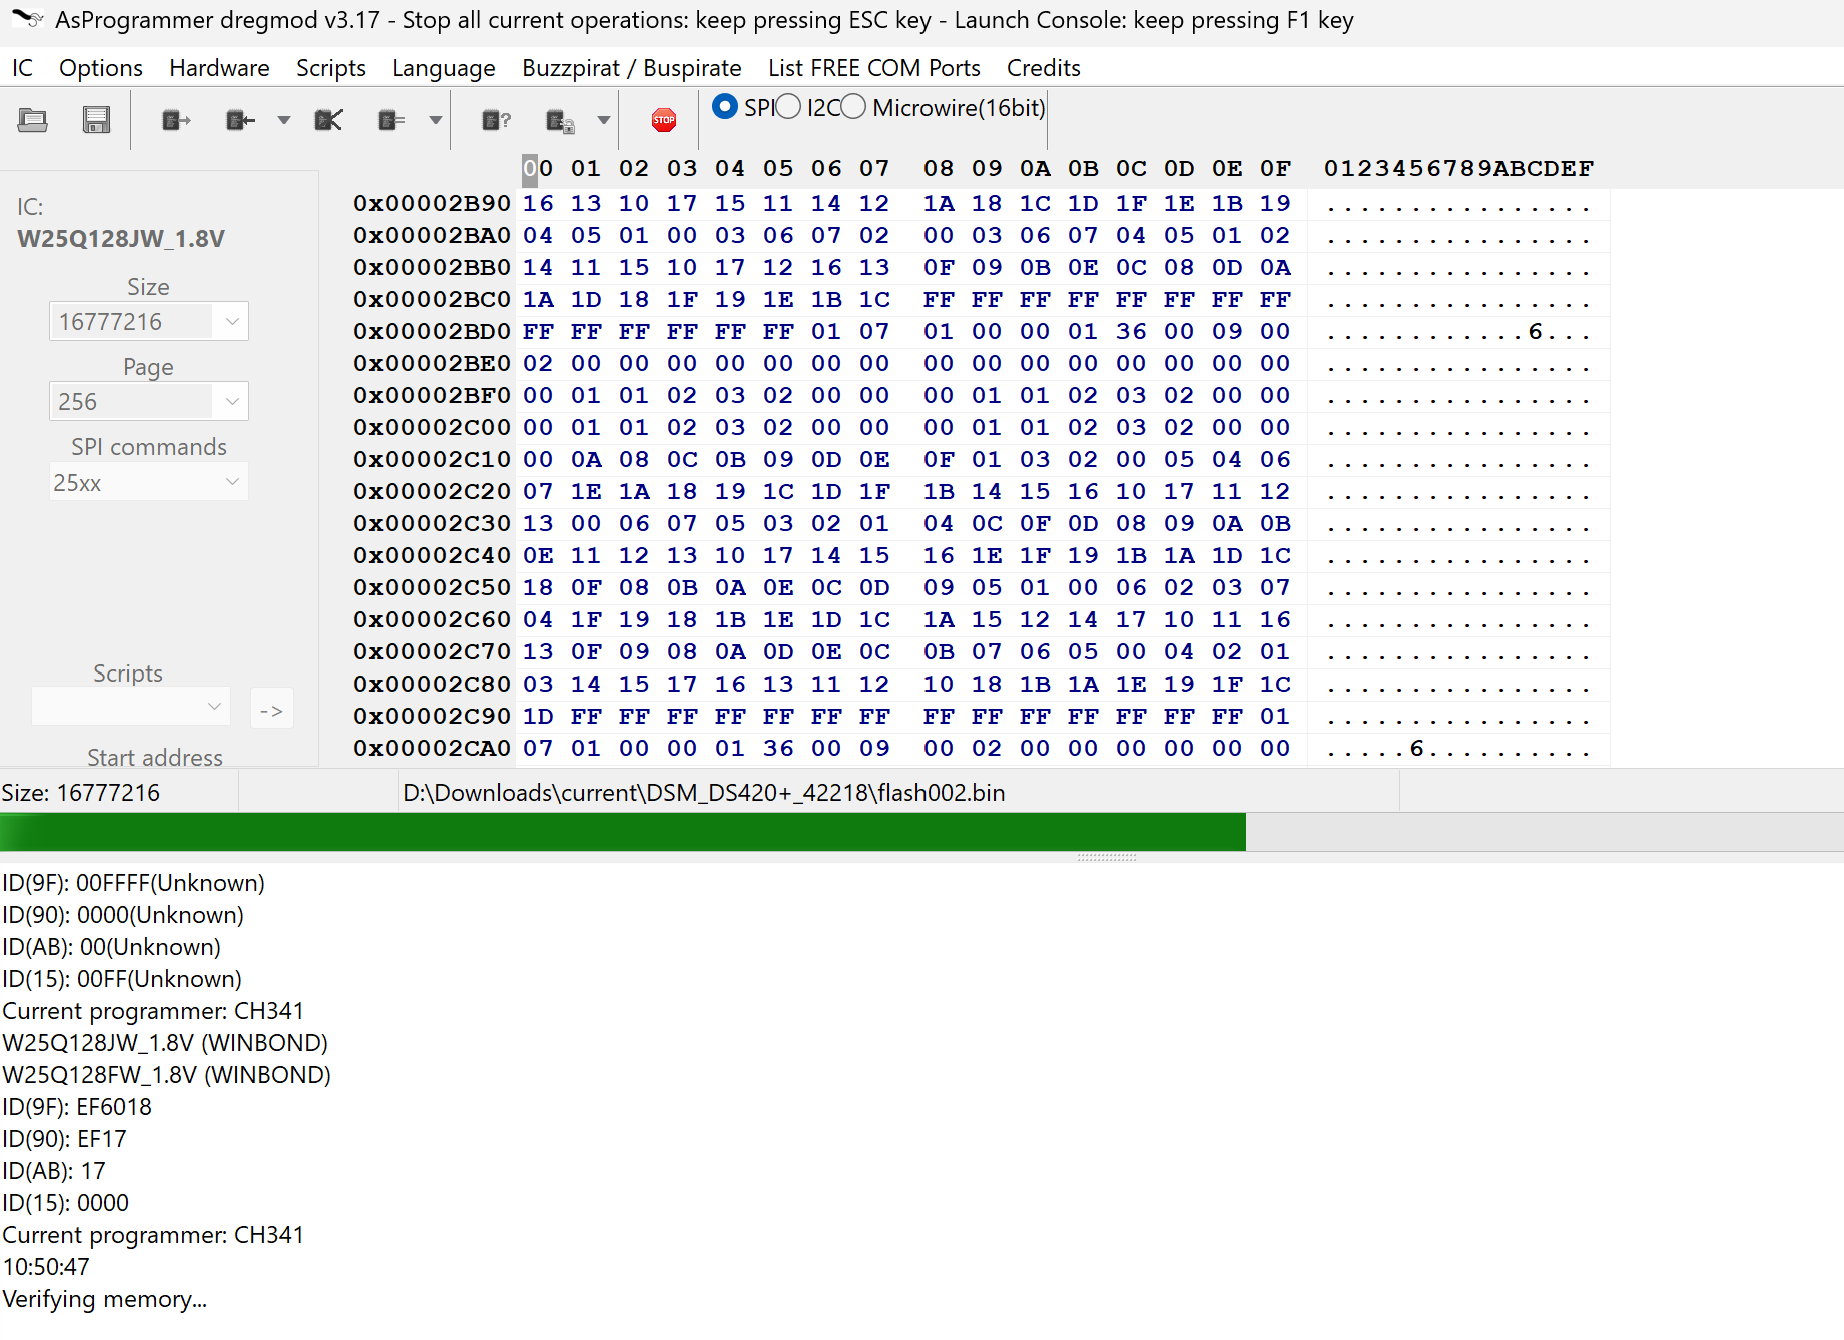 AsProgrammer dregmod v3.17 - Stop all current operations: keep pressing ESC key - Launch Console: keep pressing F1 key
IC Options Hardware Scripts Language Buzzpirat / Buspirate List FREE COM Ports Credits
STOP SPI I2C Microwire(16bit)
00 01 02 03 04 05 06 07 08 09 0A 0B 0C 0D 0E 0F 0123456789ABCDEF
0x00002B90 16 13 10 17 15 11 14 12 1A 18 1C 1D 1F 1E 1B 19 ................
0x00002BA0 04 05 01 00 03 06 07 02 00 03 06 07 04 05 01 02 ................
0x00002BB0 14 11 15 10 17 12 16 13 0F 09 0B 0E 0C 08 0D 0A ................
0x00002BC0 1A 1D 18 1F 19 1E 1B 1C FF FF FF FF FF FF FF FF ................
0x00002BD0 FF FF FF FF FF FF 01 07 01 00 00 01 36 00 09 00 ............6...
0x00002BE0 02 00 00 00 00 00 00 00 00 00 00 00 00 00 00 00 ................
0x00002BF0 00 01 01 02 03 02 00 00 00 01 01 02 03 02 00 00 ................
0x00002C00 00 01 01 02 03 02 00 00 00 01 01 02 03 02 00 00 ................
0x00002C10 00 0A 08 0C 0B 09 0D 0E 0F 01 03 02 00 05 04 06 ................
0x00002C20 07 1E 1A 18 19 1C 1D 1F 1B 14 15 16 10 17 11 12 ................
0x00002C30 13 00 06 07 05 03 02 01 04 0C 0F 0D 08 09 0A 0B ................
0x00002C40 0E 11 12 13 10 17 14 15 16 1E 1F 19 1B 1A 1D 1C ................
0x00002C50 18 0F 08 0B 0A 0E 0C 0D 09 05 01 00 06 02 03 07 ................
0x00002C60 04 1F 19 18 1B 1E 1D 1C 1A 15 12 14 17 10 11 16 ................
0x00002C70 13 0F 09 08 0A 0D 0E 0C 0B 07 06 05 00 04 02 01 ................
0x00002C80 03 14 15 17 16 13 11 12 10 18 1B 1A 1E 19 1F 1C ................
0x00002C90 1D FF FF FF FF FF FF FF FF FF FF FF FF FF FF 01 ................
0x00002CA0 07 01 00 00 01 36 00 09 00 02 00 00 00 00 00 00 .....6..........
IC:
W25Q128JW_1.8V
Size
16777216
Page
256
SPI commands
25xx
Scripts
->
Start address
Size: 16777216 D:\Downloads\current\DSM_DS420+_42218\flash002.bin
ID(9F): 00FFFF(Unknown)
ID(90): 0000(Unknown)
ID(AB): 00(Unknown)
ID(15): 00FF(Unknown)
Current programmer: CH341
W25Q128JW_1.8V (WINBOND)
W25Q128FW_1.8V (WINBOND)
ID(9F): EF6018
ID(90): EF17
ID(AB): 17
ID(15): 0000
Current programmer: CH341
10:50:47
Verifying memory...